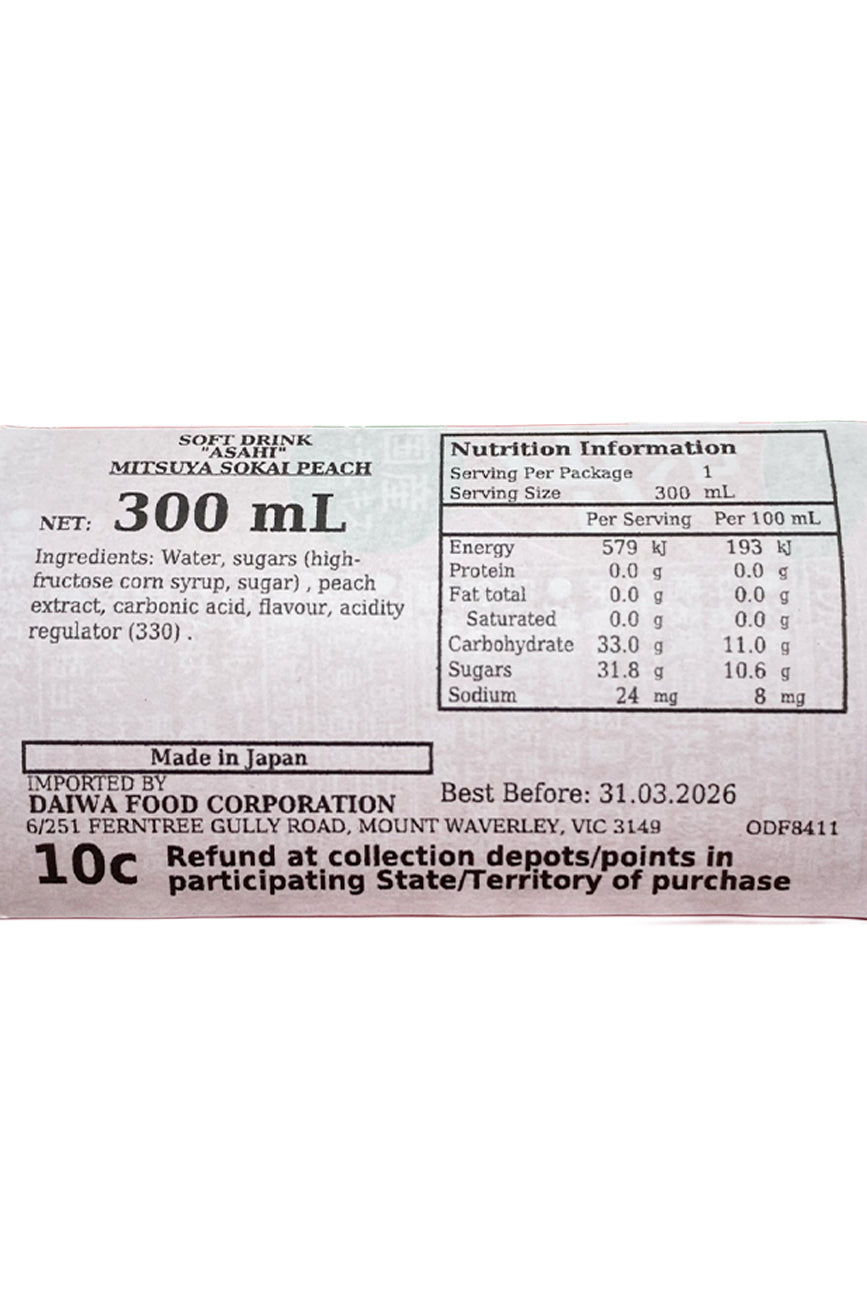 SOFT DRINK
"ASAHI"
MITSUYA SOKAI PEACH
NET: 300 mL
Ingredients: Water, sugars (high-
fructose corn syrup, sugar) , peach
extract, carbonic acid, flavour, acidity
regulator (330) .
Nutrition Information
Serving Per Package 1
Serving Size 300 mL
Per Serving Per 100 mL
Energy 579 kJ 193 kJ
Protein 0.0 g 0.0 g
Fat total 0.0 g 0.0 g
Saturated 0.0 g 0.0 g
Carbohydrate 33.0 g 11.0 g
Sugars 31.8 g 10.6 g
Sodium 24 mg 8 mg
Made in Japan
IMPORTED BY
DAIWA FOOD CORPORATION
Best Before: 31.03.2026
6/251 FERNTREE GULLY ROAD, MOUNT WAVERLEY, VIC 3149 ODF8411
10c Refund at collection depots/points in
participating State/Territory of purchase